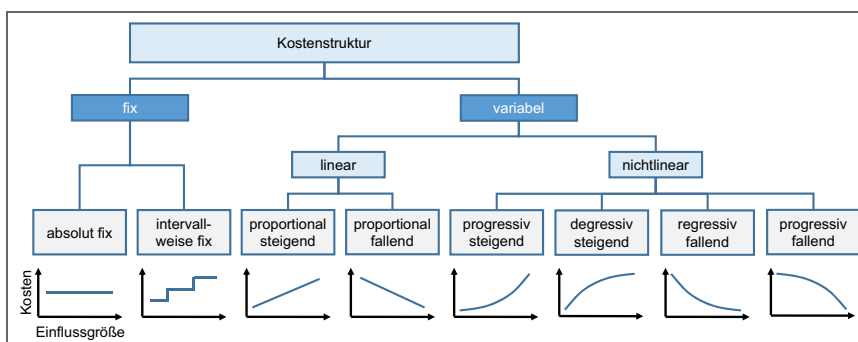 Kostenstruktur
fix
variabel
linear
nichtlinear
absolut fix
intervall-
weise fix
proportional
steigend
proportional
fallend
progressiv
steigend
degressiv
steigend
regressiv
fallend
progressiv
fallend
Kosten
Einflussgröße